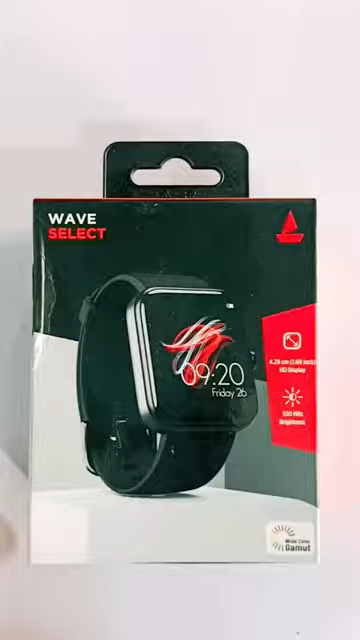 WAVE
SELECT
09:20
Friday 26
4.29 cm (1.69 inch)
HD Display
550 Nits
Brightness
Wide Color
Gamut